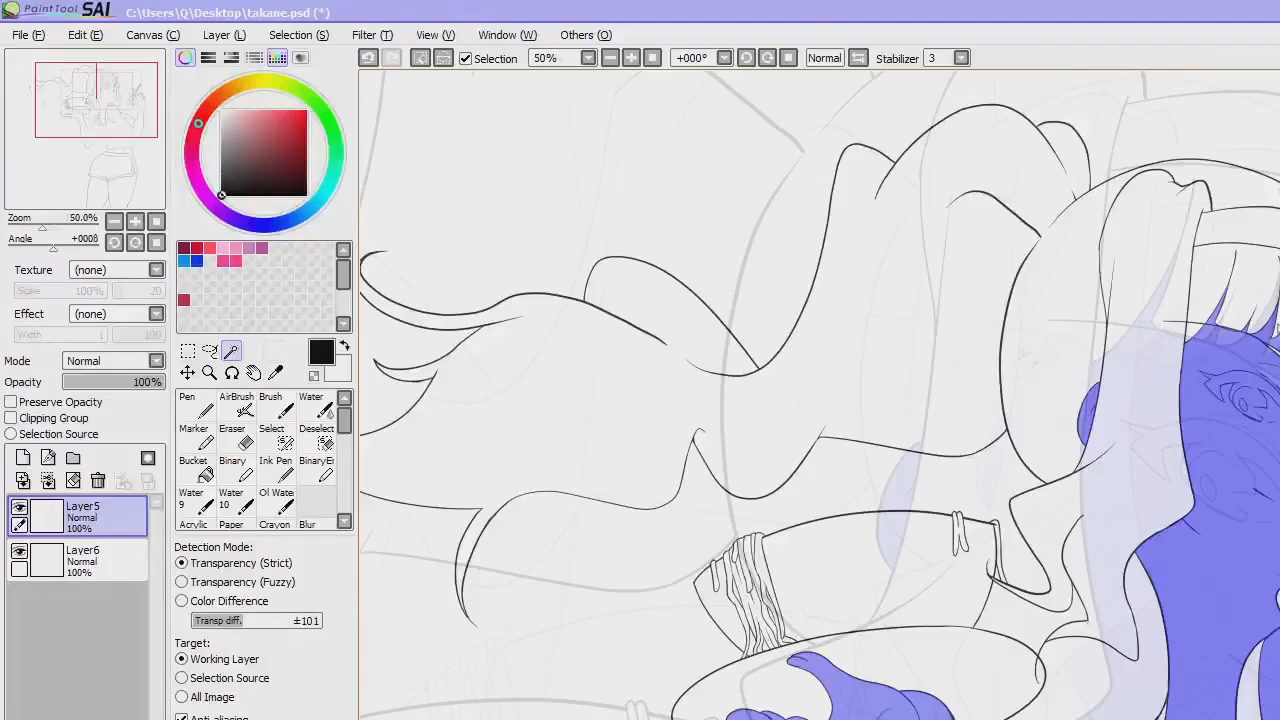 PaintTool SAI C:\Users\Q\Desktop\takane.psd (*)
File (F) Edit (E) Canvas (C) Layer (L) Selection (S) Filter (T) View (V) Window (W) Others (O)
Selection 50% +000° Normal Stabilizer 3
Zoom 50.0%
Angle +000ß
Texture (none)
Scale 100% 20
Effect (none)
Width 1 100
Mode Normal
Opacity 100%
Preserve Opacity
Clipping Group
Selection Source
Layer5
Normal
100%
Layer6
Normal
100%
Pen AirBrush Brush Water
Marker Eraser Select Deselect
Bucket Binary Ink Pen BinaryEr
Water 9 Water 10 Ol Water
Acrylic Paper Crayon Blur
Detection Mode:
Transparency (Strict)
Transparency (Fuzzy)
Color Difference
Transp diff. ±101
Target:
Working Layer
Selection Source
All Image
Anti-aliasing